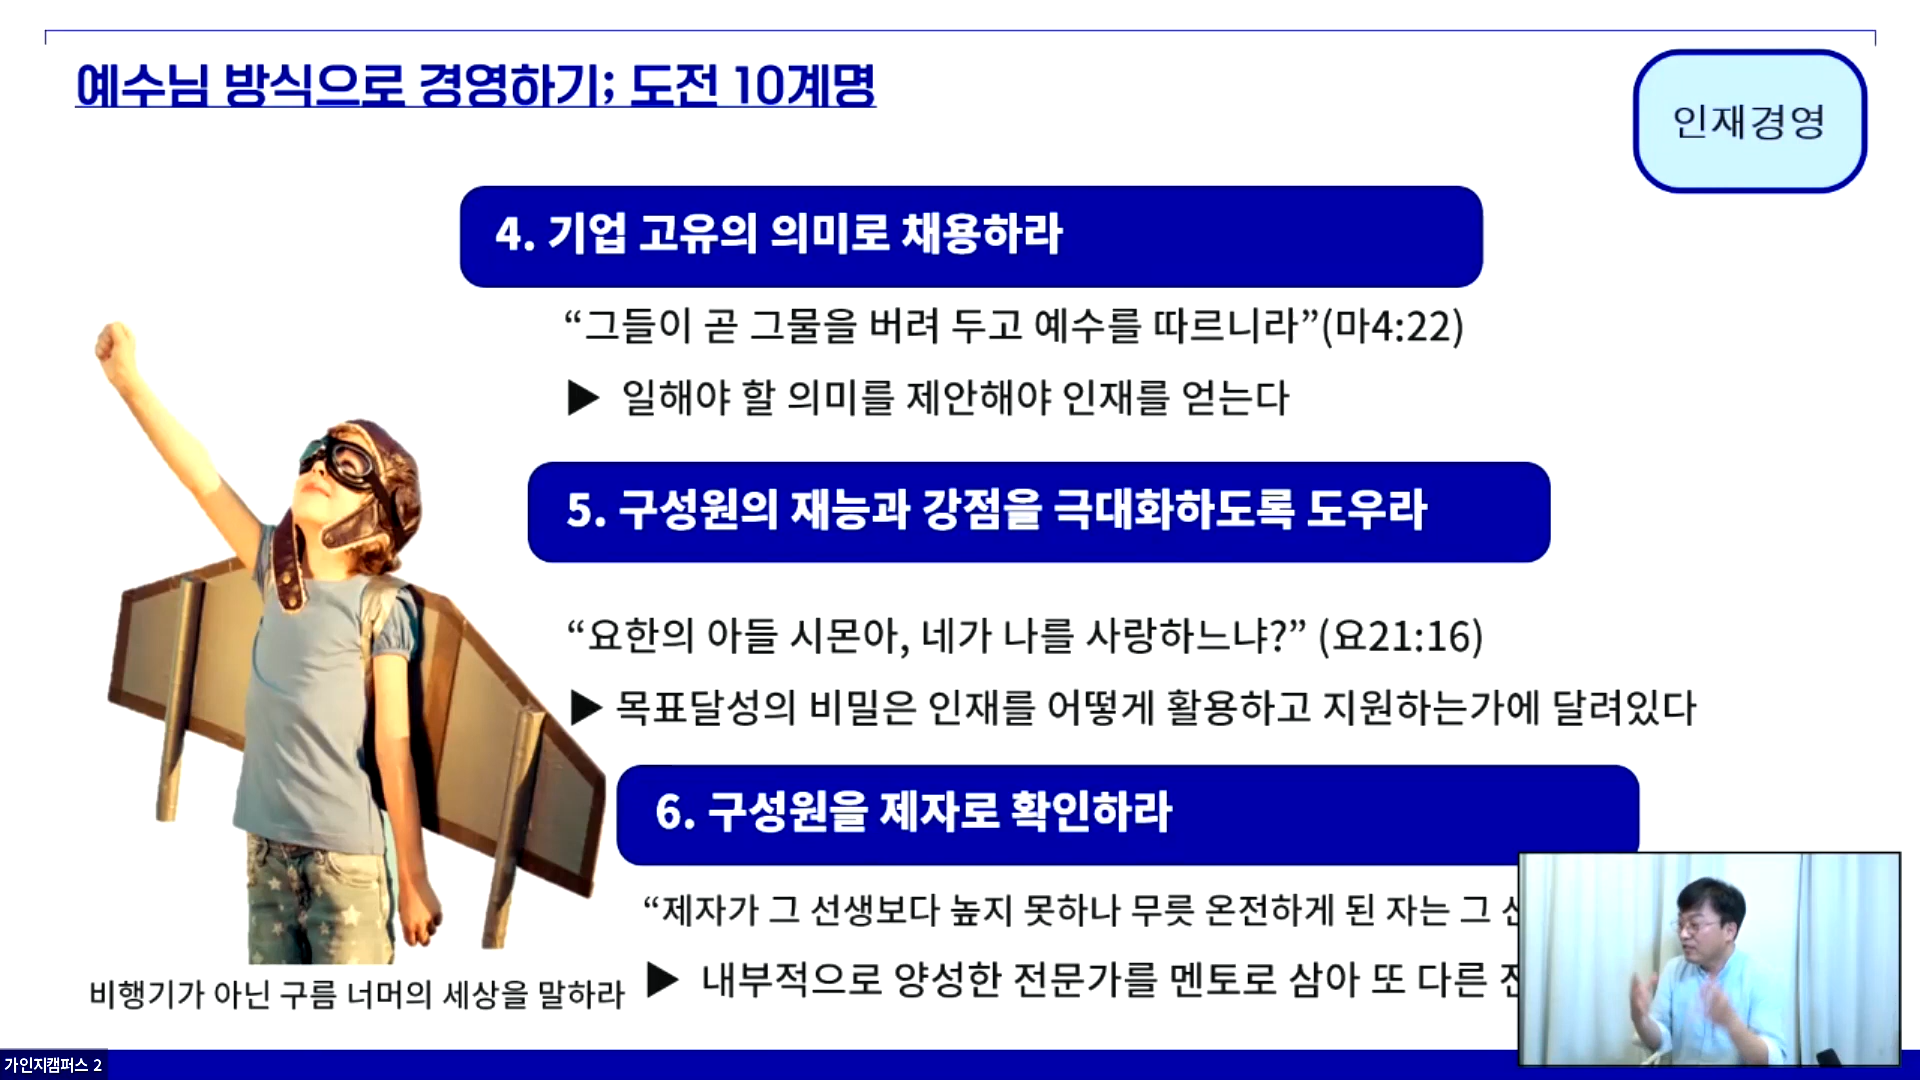 예수님 방식으로 경영하기; 도전 10계명
인재경영
4. 기업 고유의 의미로 채용하라
“그들이 곧 그물을 버려 두고 예수를 따르니라”(마4:22)
▶ 일해야 할 의미를 제안해야 인재를 얻는다
5. 구성원의 재능과 강점을 극대화하도록 도우라
“요한의 아들 시몬아, 네가 나를 사랑하느냐?” (요21:16)
▶ 목표달성의 비밀은 인재를 어떻게 활용하고 지원하는가에 달려있다
6. 구성원을 제자로 확인하라
“제자가 그 선생보다 높지 못하나 무릇 온전하게 된 자는 그
▶ 내부적으로 양성한 전문가를 멘토로 삼아 또 다른
비행기가 아닌 구름 너머의 세상을 말하라
가인지캠퍼스 2